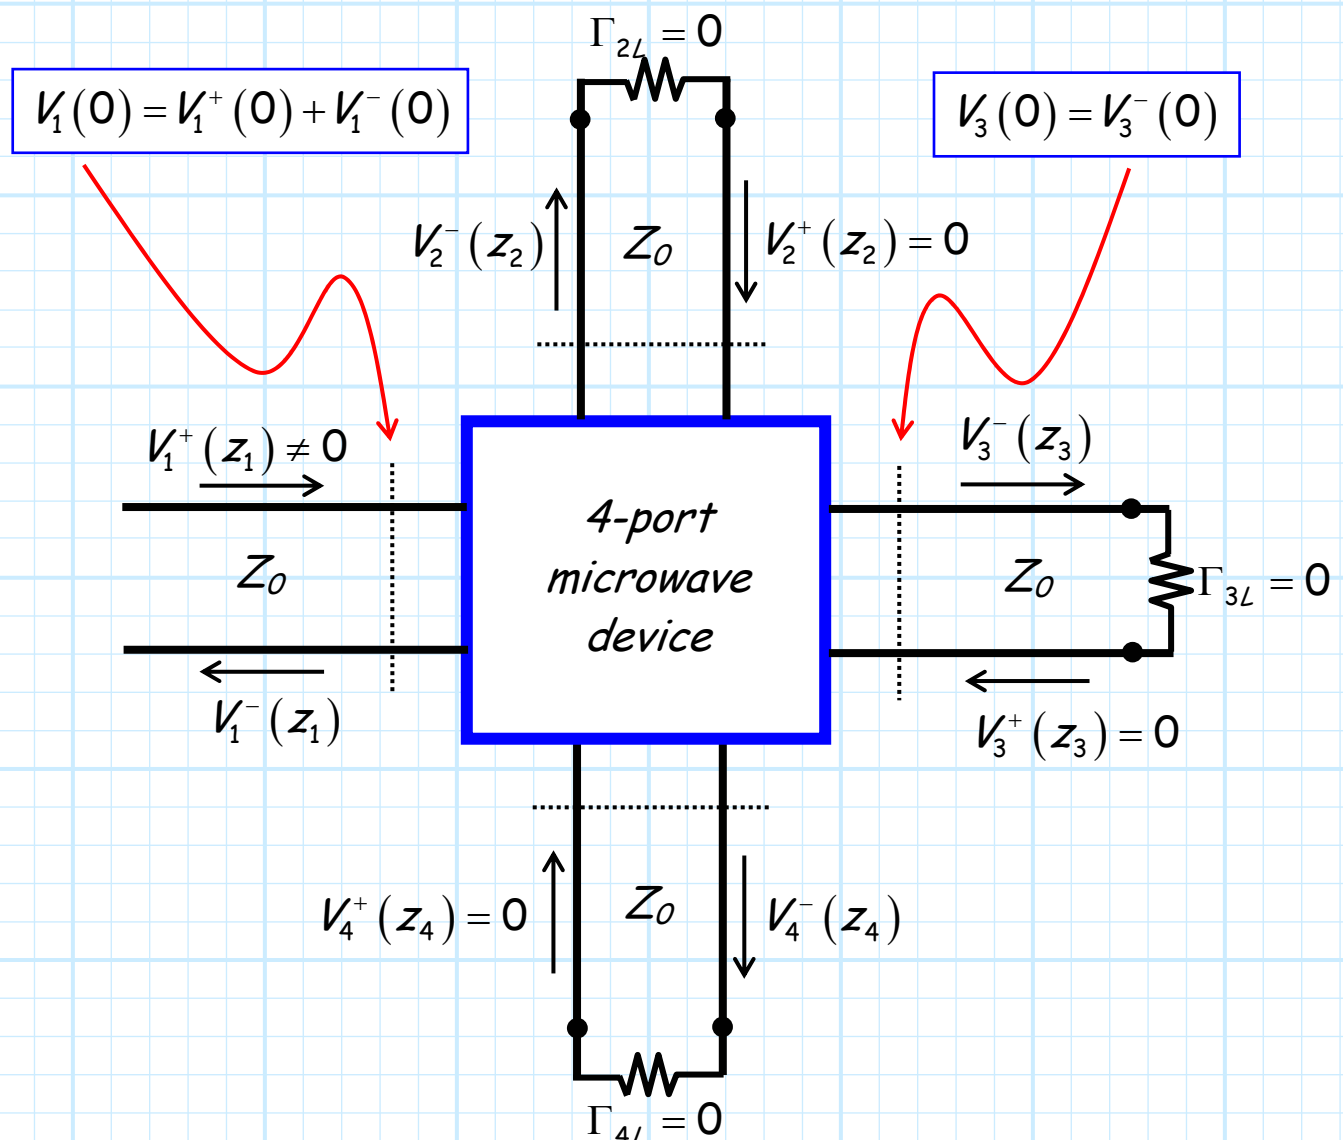 Γ₂L = 0
V₁(0) = V₁⁺(0) + V₁⁻(0)
V₃(0) = V₃⁻(0)
V₂⁻(z₂)
Z₀
V₂⁺(z₂) = 0
V₁⁺(z₁) ≠ 0
V₃⁻(z₃)
4-port
microwave
device
Z₀
Z₀
Γ₃L = 0
V₁⁻(z₁)
V₃⁺(z₃) = 0
V₄⁺(z₄) = 0
Z₀
V₄⁻(z₄)
Γ₄L = 0